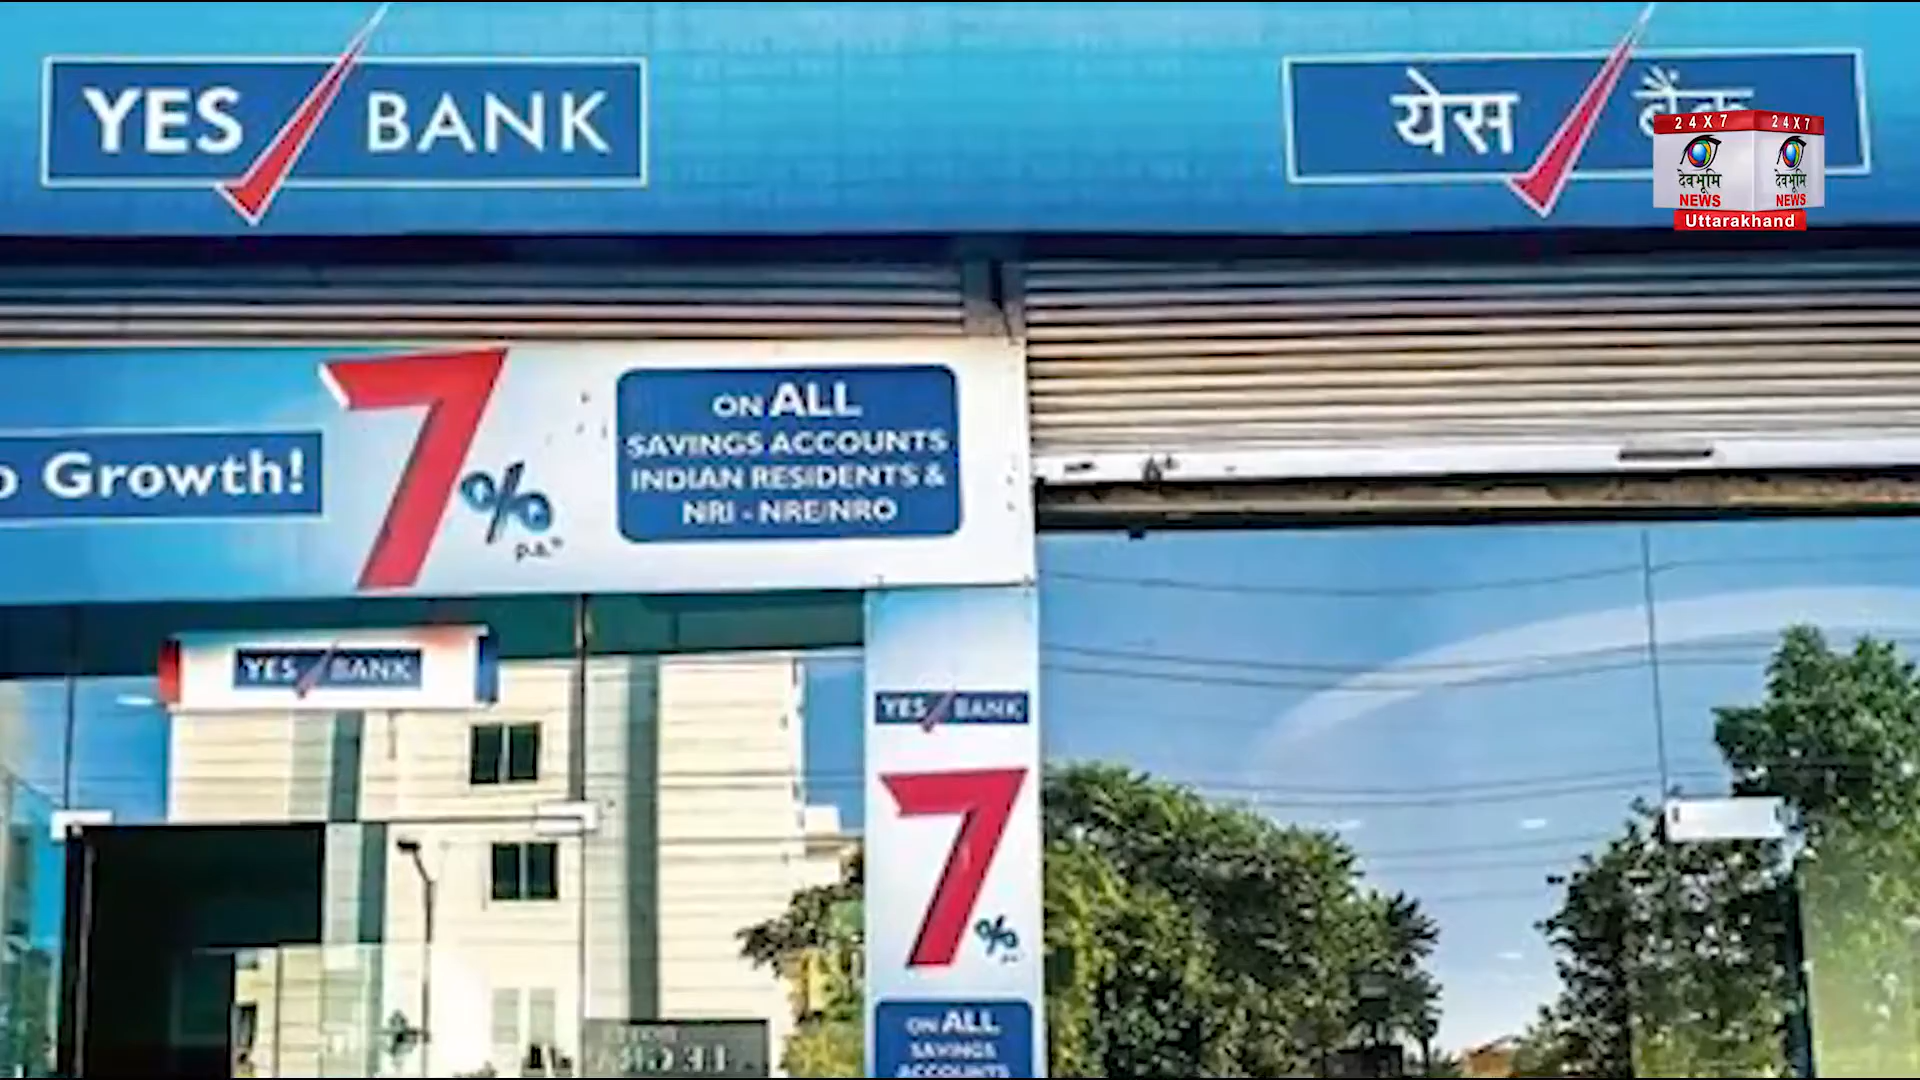 YES BANK
येस बैंक
24X7
24X7
देवभूमि
NEWS
देवभूमि
NEWS
Uttarakhand
Growth!
7%
p.a.*
ON ALL
SAVINGS ACCOUNTS
INDIAN RESIDENTS &
NRI - NRE/NRO
YES BANK
YES BANK
7%
ON ALL
SAVINGS
ACCOUNTS